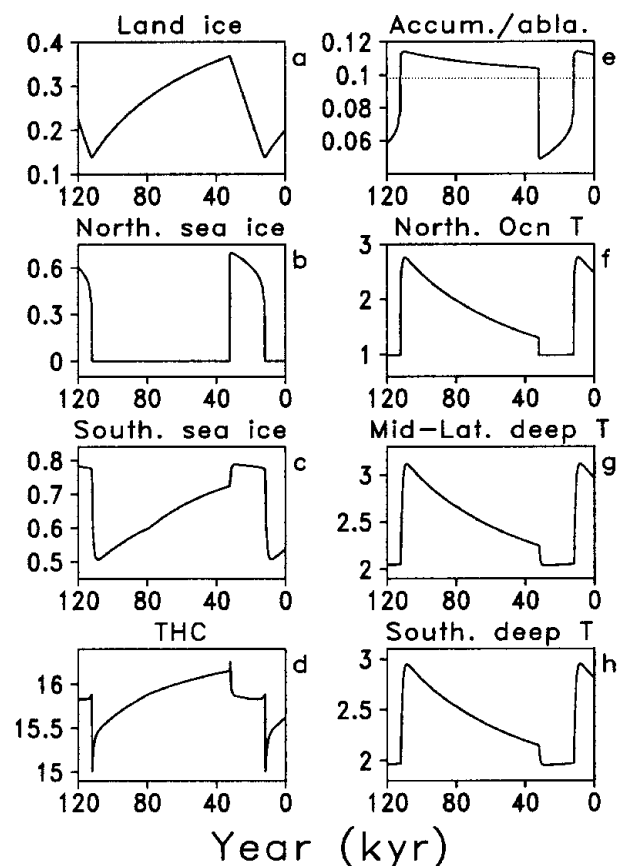 Land ice
a
0.4
0.3
0.2
0.1
120 80 40 0
Accum./abla.
e
0.12
0.1
0.08
0.06
120 80 40 0
North. sea ice
b
0.6
0.3
0
120 80 40 0
North. Ocn T
f
3
2
1
120 80 40 0
South. sea ice
c
0.8
0.7
0.6
0.5
120 80 40 0
Mid-Lat. deep T
g
3
2.5
2
120 80 40 0
THC
d
16
15.5
15
120 80 40 0
South. deep T
h
3
2.5
2
120 80 40 0
Year (kyr)